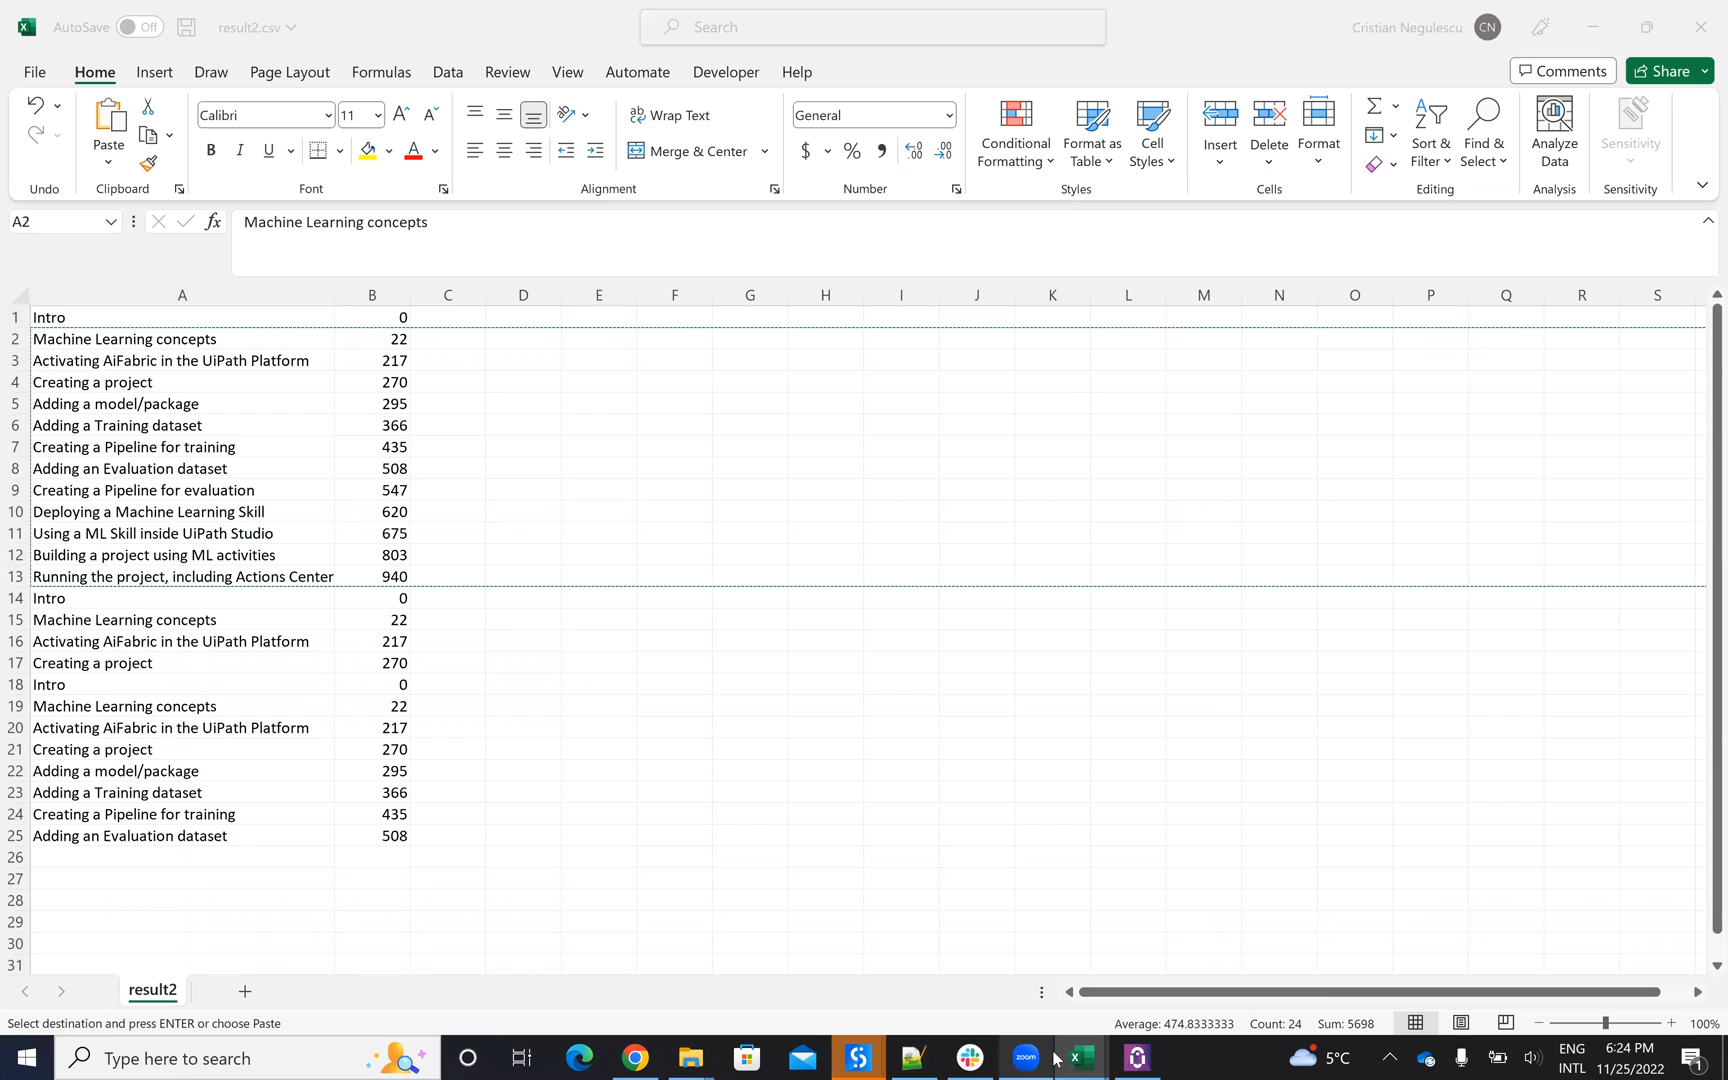 AutoSave Off result2.csv Search Cristian Negulescu CN
File Home Insert Draw Page Layout Formulas Data Review View Automate Developer Help Comments Share
Paste
Calibri 11
B I U
A
Wrap Text
Merge & Center
General
$ % 9
Conditional Formatting
Format as Table
Cell Styles
Insert
Delete
Format
Sort & Filter
Find & Select
Analyze Data
Sensitivity
Undo Clipboard Font Alignment Number Styles Cells Editing Analysis Sensitivity
A2 fx Machine Learning concepts
A B C D E F G H I J K L M N O P Q R S
1 Intro 0
2 Machine Learning concepts 22
3 Activating AiFabric in the UiPath Platform 217
4 Creating a project 270
5 Adding a model/package 295
6 Adding a Training dataset 366
7 Creating a Pipeline for training 435
8 Adding an Evaluation dataset 508
9 Creating a Pipeline for evaluation 547
10 Deploying a Machine Learning Skill 620
11 Using a ML Skill inside UiPath Studio 675
12 Building a project using ML activities 803
13 Running the project, including Actions Center 940
14 Intro 0
15 Machine Learning concepts 22
16 Activating AiFabric in the UiPath Platform 217
17 Creating a project 270
18 Intro 0
19 Machine Learning concepts 22
20 Activating AiFabric in the UiPath Platform 217
21 Creating a project 270
22 Adding a model/package 295
23 Adding a Training dataset 366
24 Creating a Pipeline for training 435
25 Adding an Evaluation dataset 508
26
27
28
29
30
31
result2
Select destination and press ENTER or choose Paste Average: 474.8333333 Count: 24 Sum: 5698 100%
Type here to search zoom 5°C ENG INTL 6:24 PM 11/25/2022 1